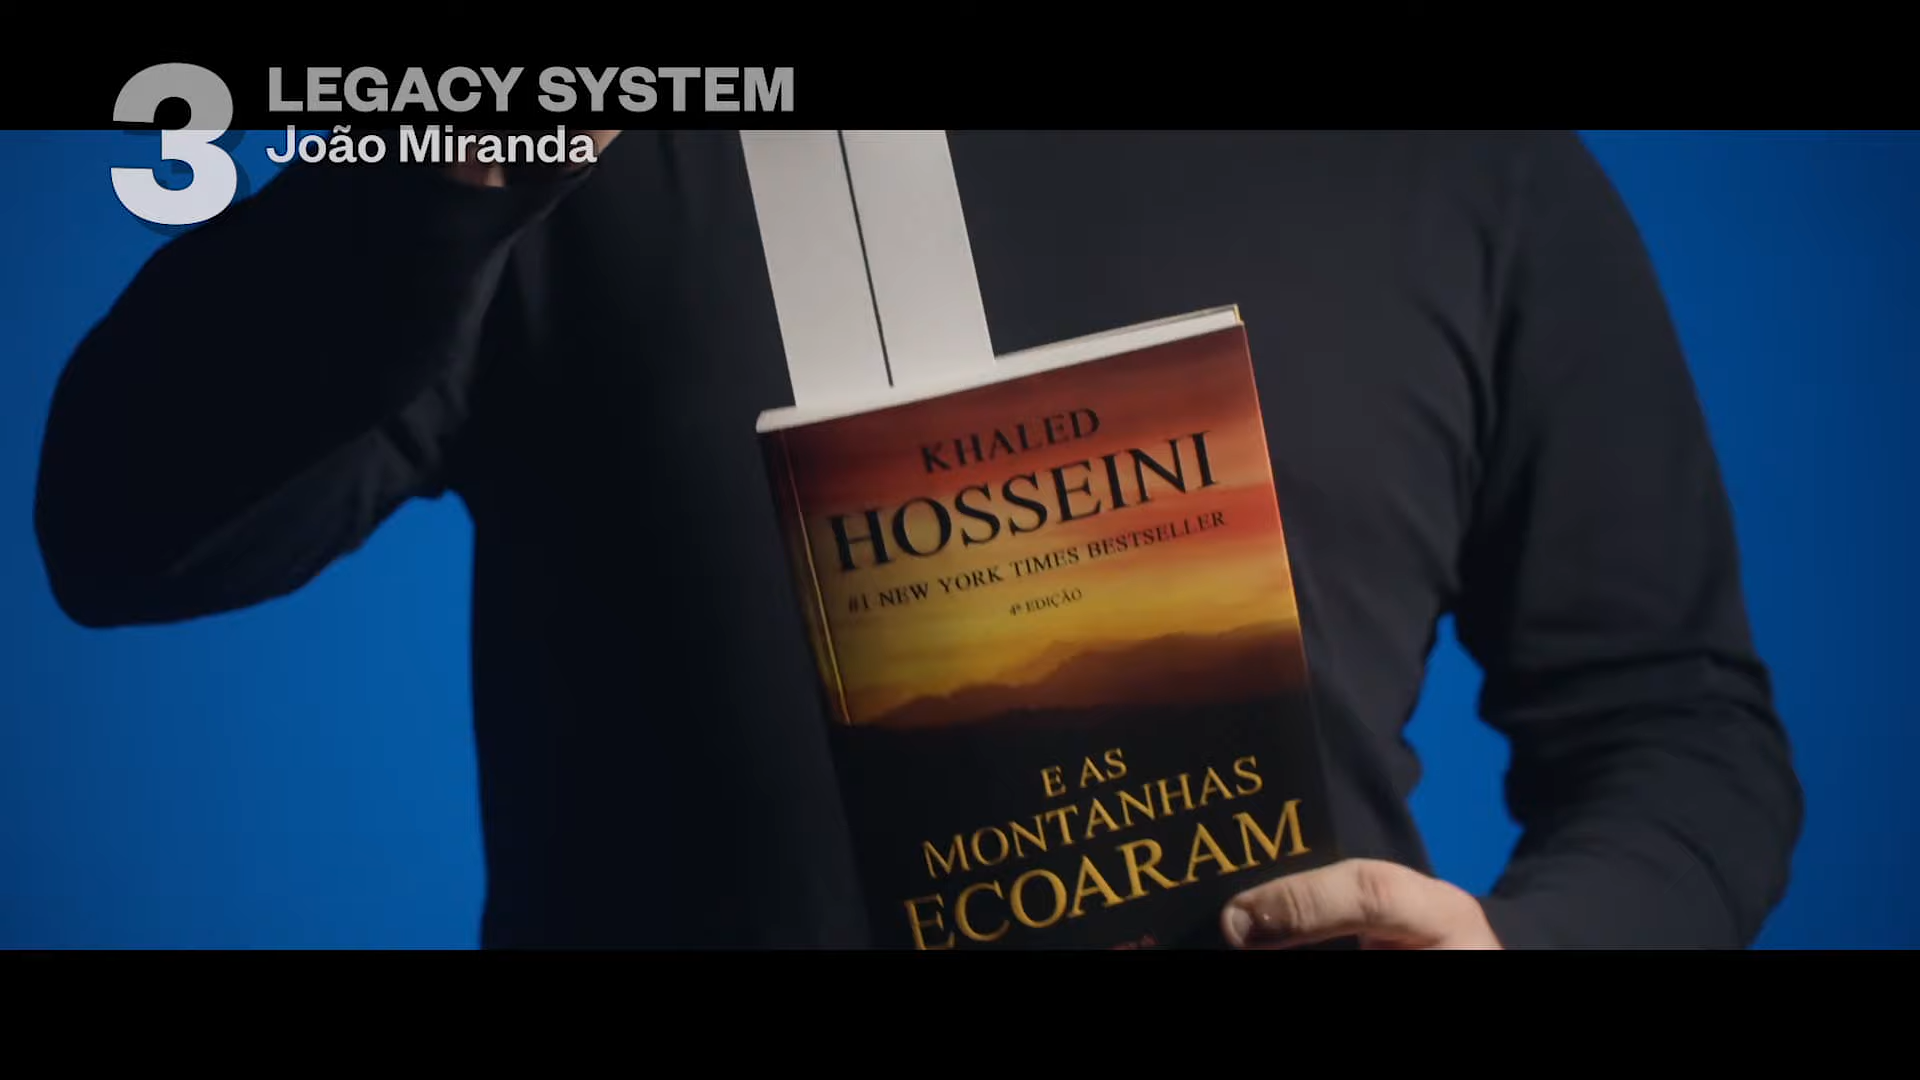 3
LEGACY SYSTEM
João Miranda
KHALED
HOSSEINI
#1 NEW YORK TIMES BESTSELLER
4ª EDIÇÃO
E AS
MONTANHAS
ECOARAM